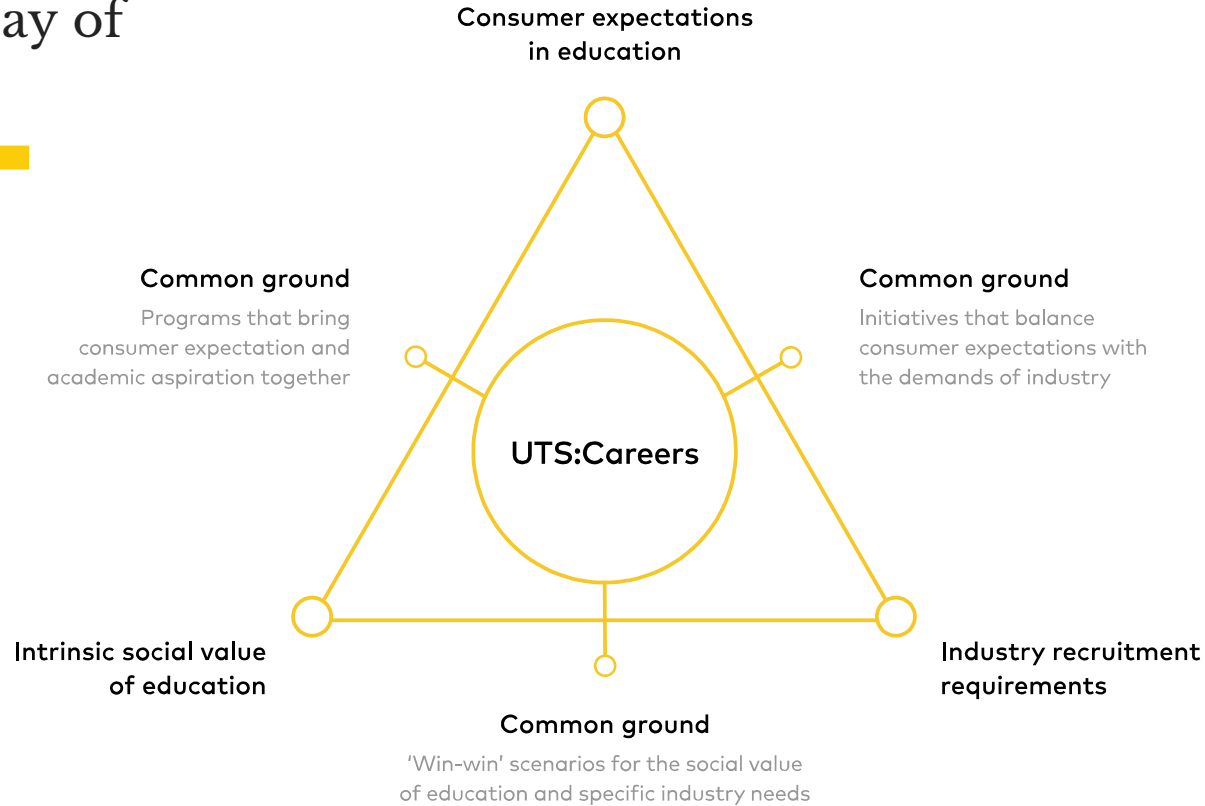 ay of
Consumer expectations
in education
Common ground
Programs that bring
consumer expectation and
academic aspiration together
Common ground
Initiatives that balance
consumer expectations with
the demands of industry
UTS:Careers
Intrinsic social value
of education
Industry recruitment
requirements
Common ground
‘Win-win’ scenarios for the social value
of education and specific industry needs